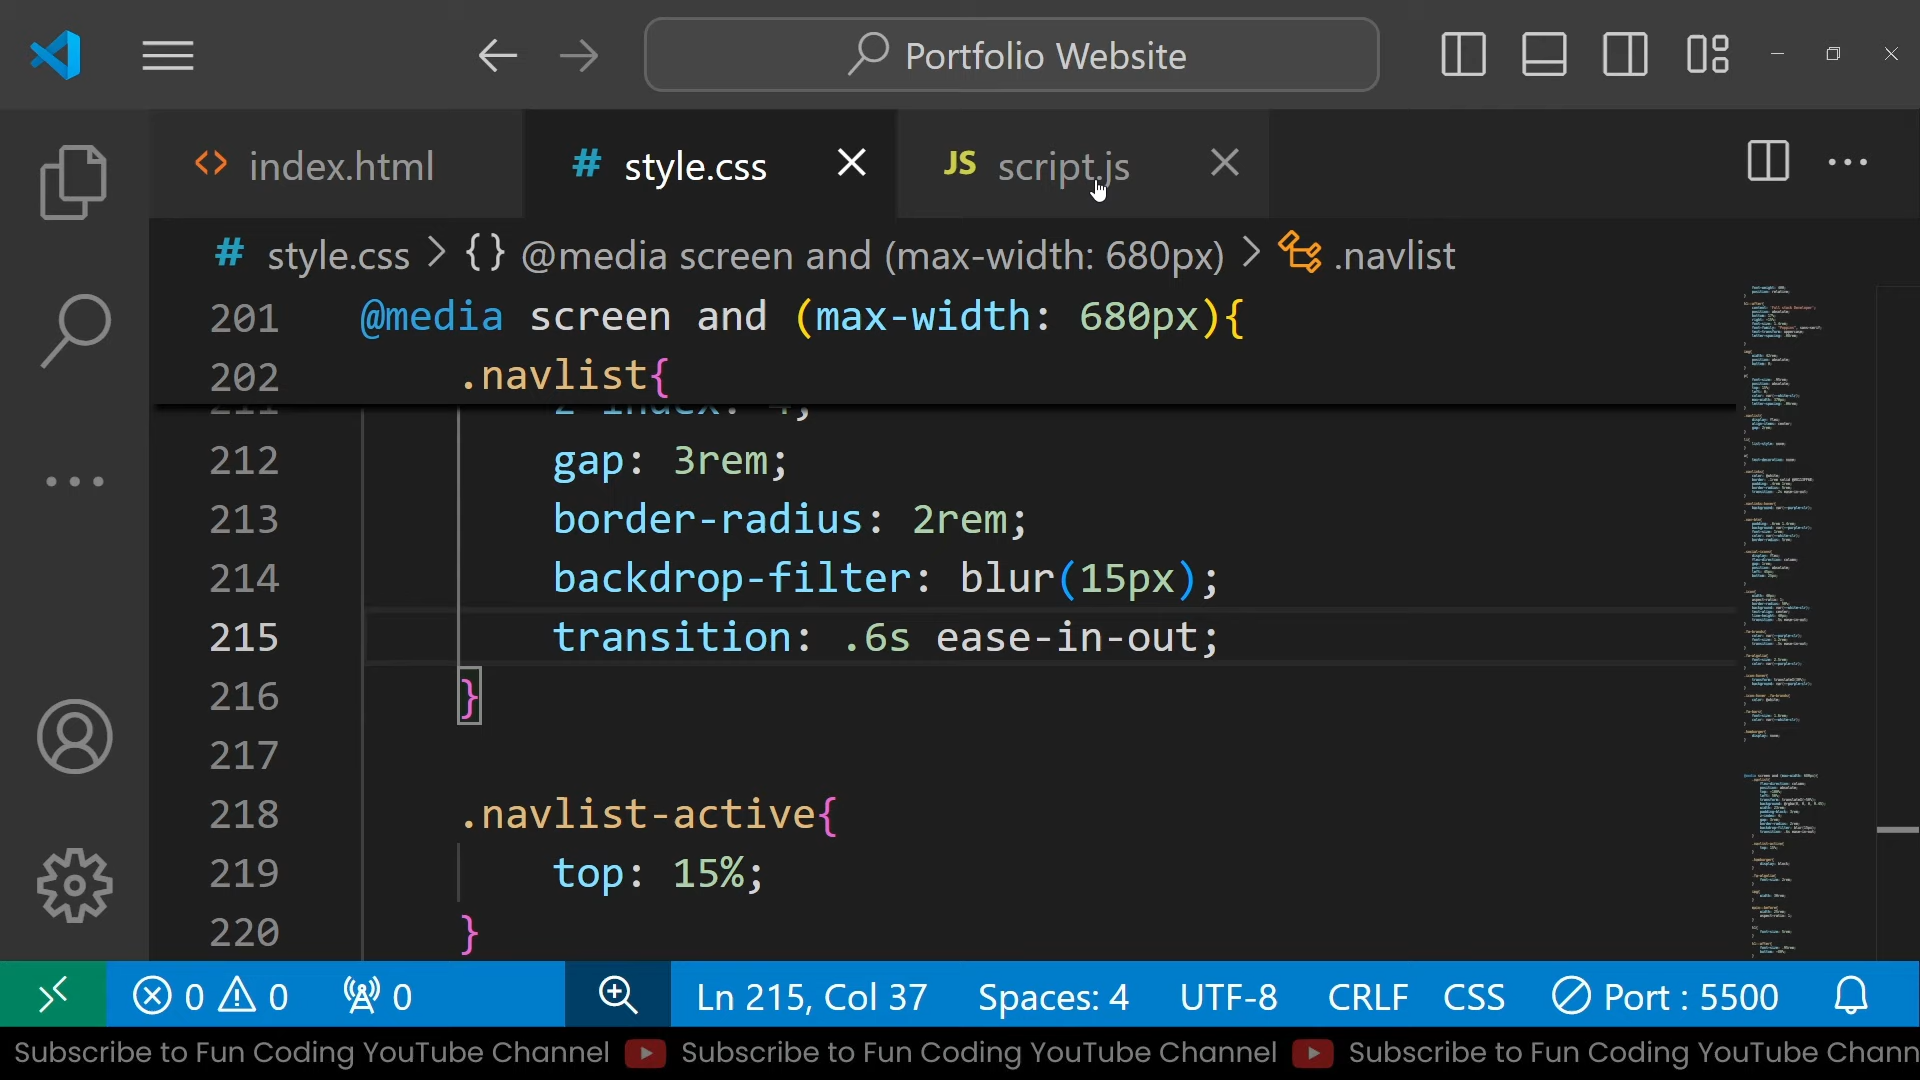 Portfolio Website
<> index.html # style.css JS script.js
# style.css > {} @media screen and (max-width: 680px) > .navlist
201 @media screen and (max-width: 680px){
202 .navlist{
212 gap: 3rem;
213 border-radius: 2rem;
214 backdrop-filter: blur(15px);
215 transition: .6s ease-in-out;
216 }
217
218 .navlist-active{
219 top: 15%;
220 }
0 0 0 Ln 215, Col 37 Spaces: 4 UTF-8 CRLF CSS Port : 5500
Subscribe to Fun Coding YouTube Channel Subscribe to Fun Coding YouTube Channel Subscribe to Fun Coding YouTube Chann